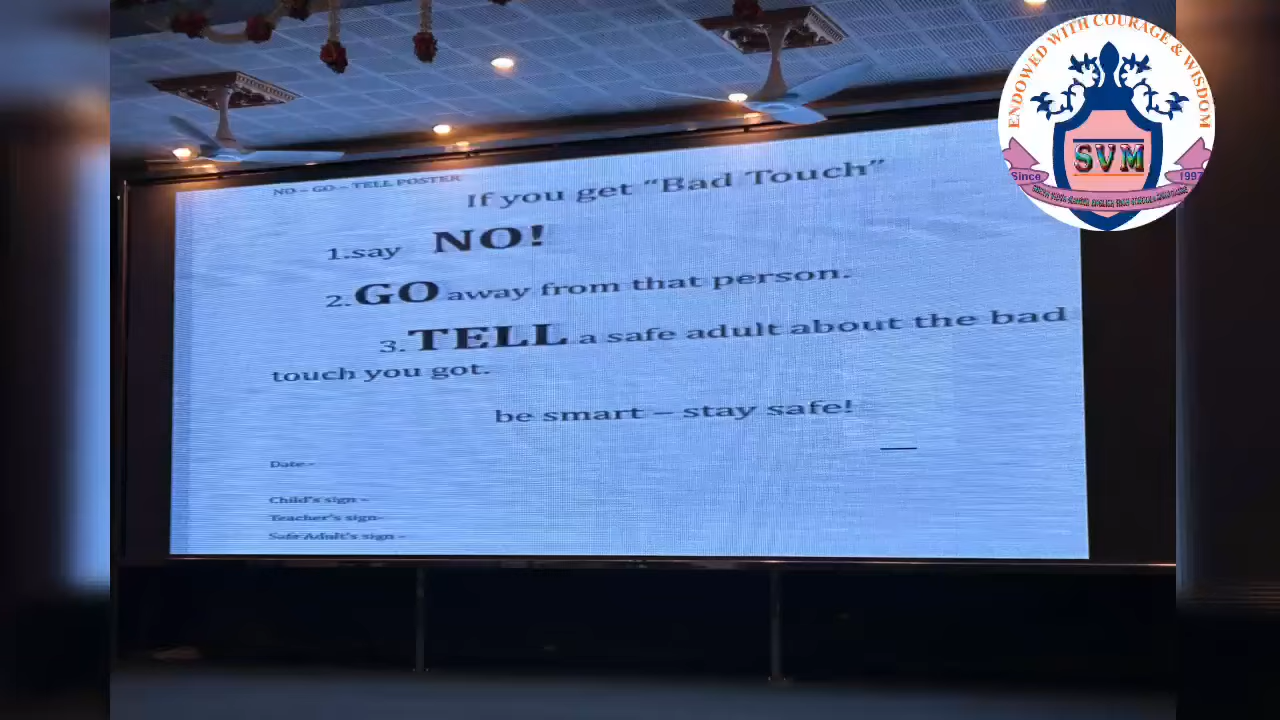 NO – GO – TELL POSTER
If you get “Bad Touch”
1.say NO!
2.GO away from that person.
3.TELL a safe adult about the bad
touch you got.
be smart – stay safe!
Date –
Child's sign –
Teacher's sign–
Safe Adult's sign –
ENDOWED WITH COURAGE & WISDOM
SVM
Since 1997